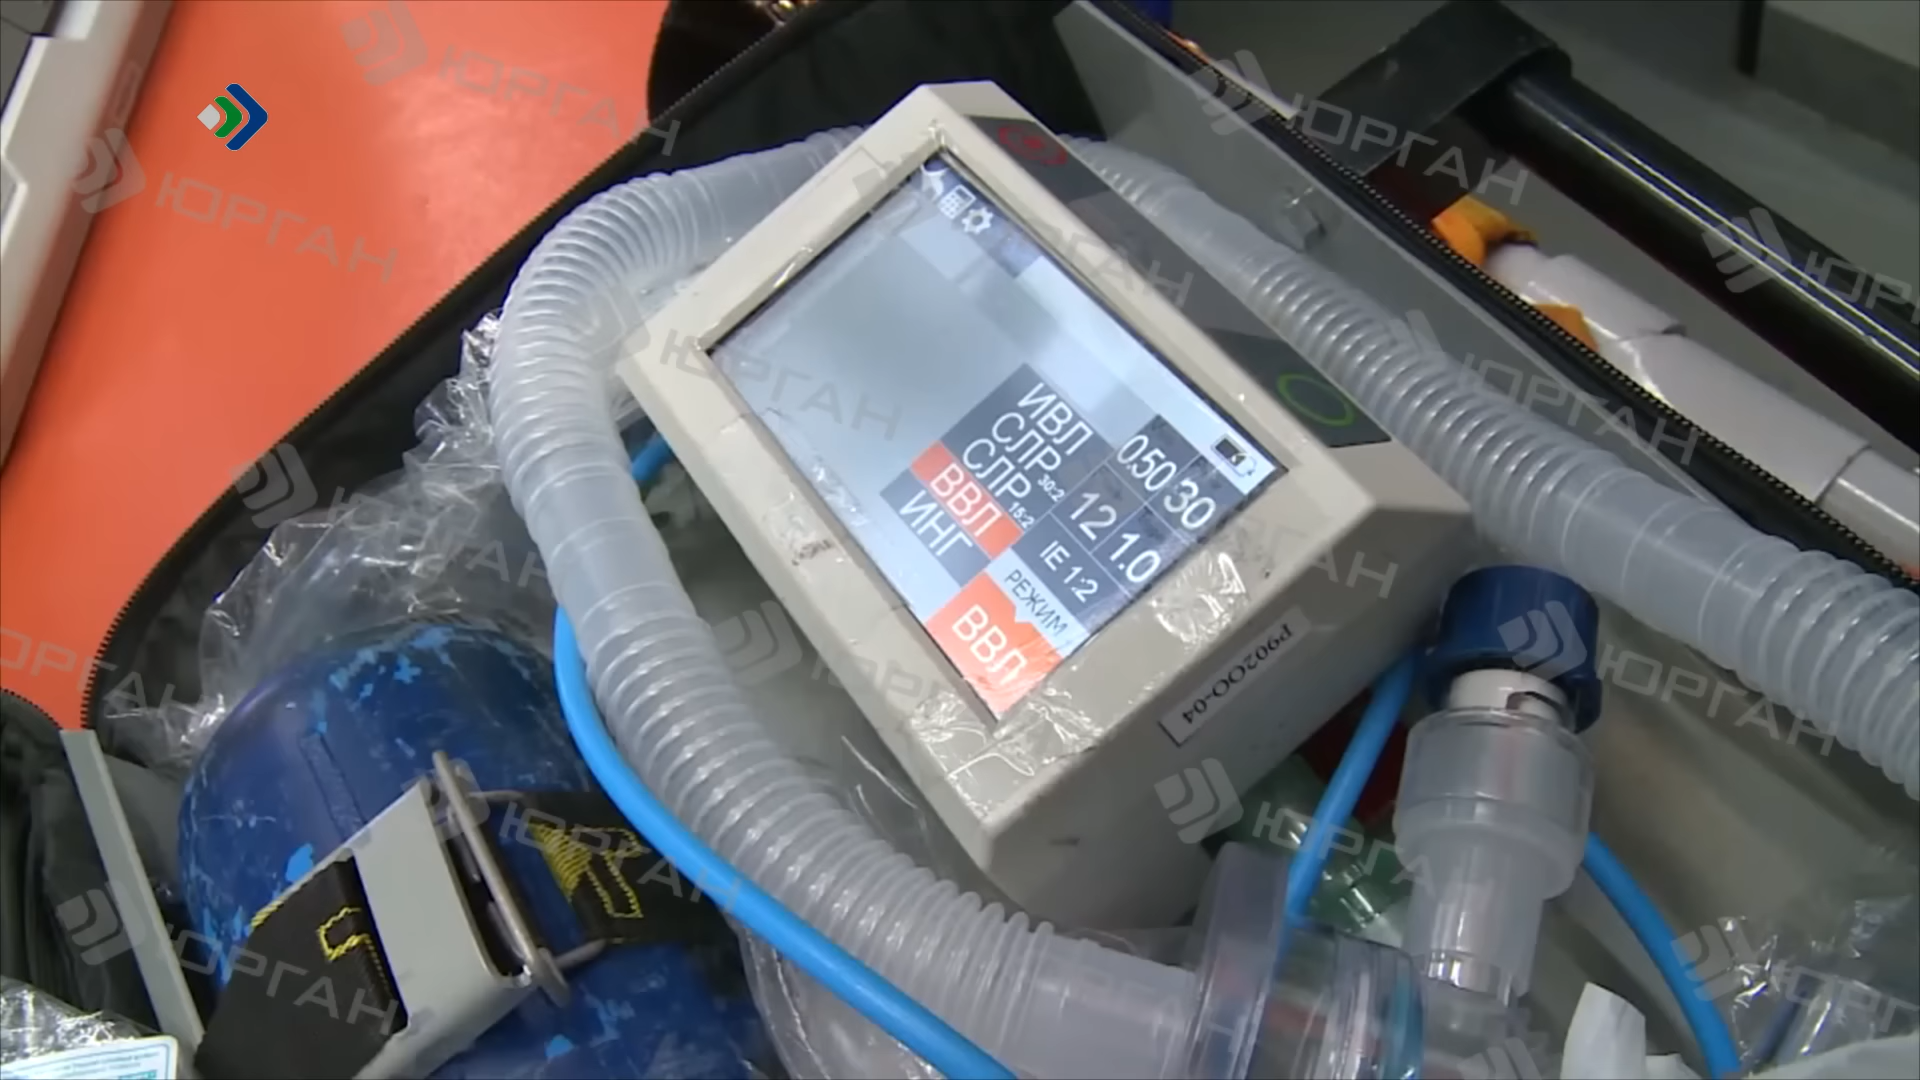 ИВЛ
СЛР 30:2
СЛР 15:2
ВВЛ
ИНГ
0.50 30
12 1.0
IE 1:2
РЕЖИМ
ВВЛ
P90200-04
ЮРГАН